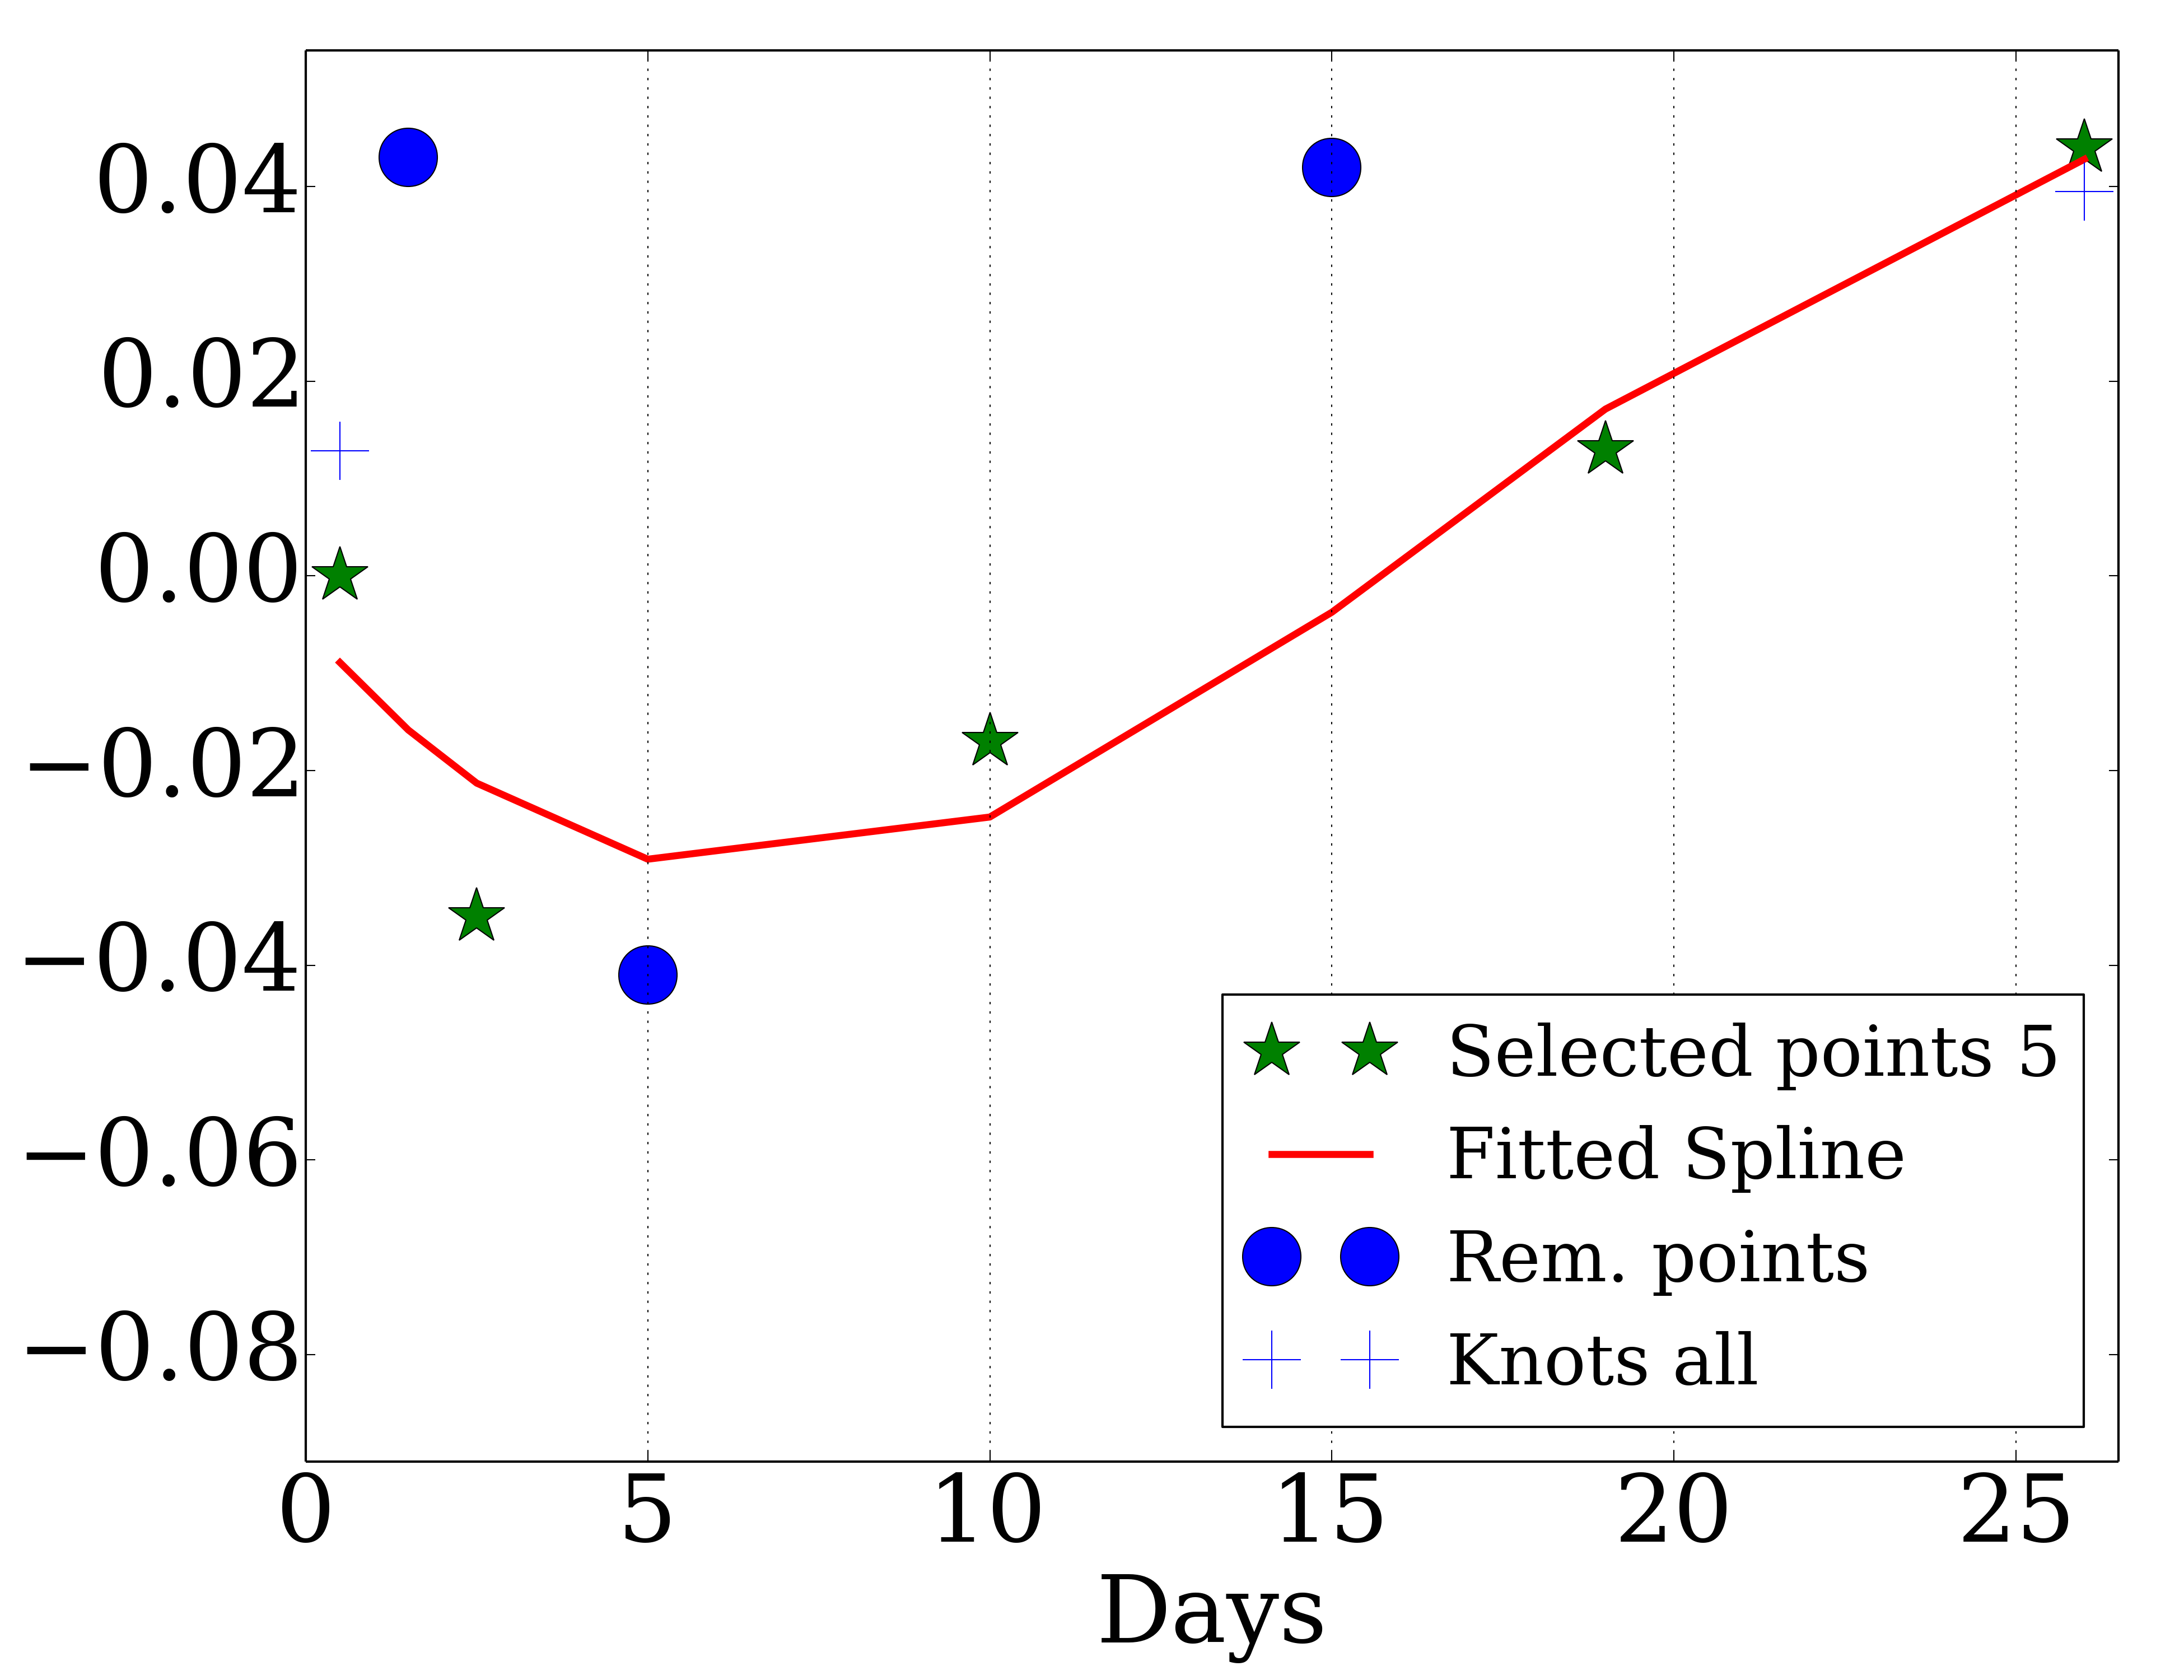 0.04
0.02
0.00
−0.02
−0.04
−0.06
−0.08
0 5 10 15 20 25
Days
Selected points 5
Fitted Spline
Rem. points
Knots all